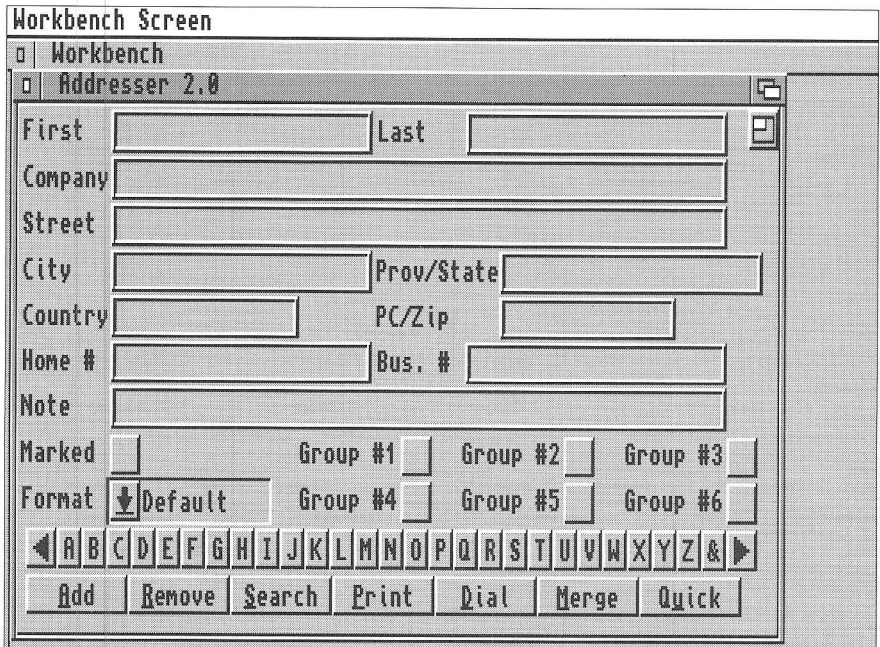 Workbench Screen
Workbench
Addresser 2.0
First Last
Company
Street
City Prov/State
Country PC/Zip
Home # Bus. #
Note
Marked Group #1 Group #2 Group #3
Format Default Group #4 Group #5 Group #6
A B C D E F G H I J K L M N O P Q R S T U V W X Y Z &
Add Remove Search Print Dial Merge Quick